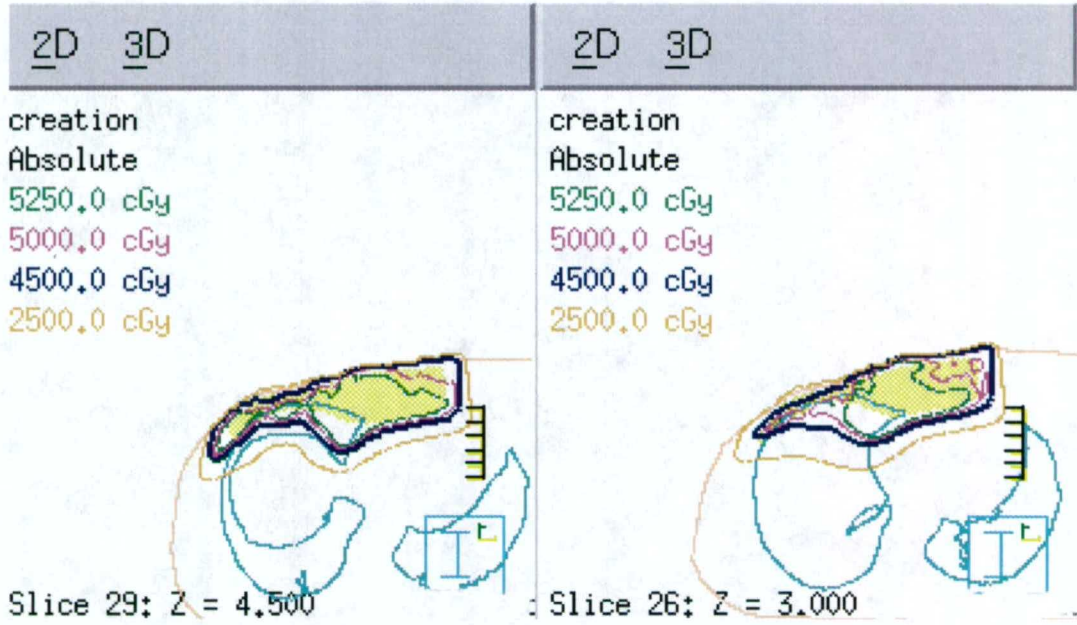 2D 3D
creation
Absolute
5250.0 cGy
5000.0 cGy
4500.0 cGy
2500.0 cGy
Slice 29: Z = 4.500
2D 3D
creation
Absolute
5250.0 cGy
5000.0 cGy
4500.0 cGy
2500.0 cGy
Slice 26: Z = 3.000